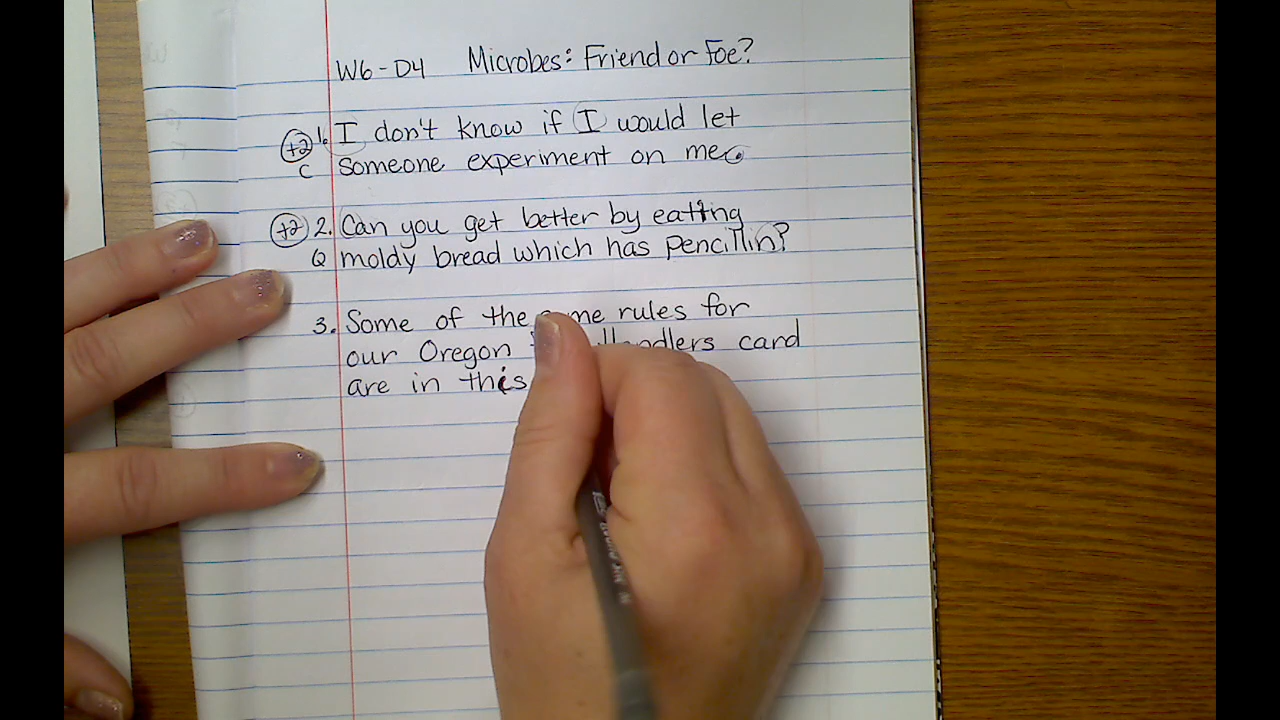 W6-D4 Microbes: Friend or Foe?
+2 1. I don't know if I would let
C someone experiment on me.
+2 2. Can you get better by eatting
Q moldy bread which has pencillin?
3. Some of the same rules for
our Oregon card
are in this